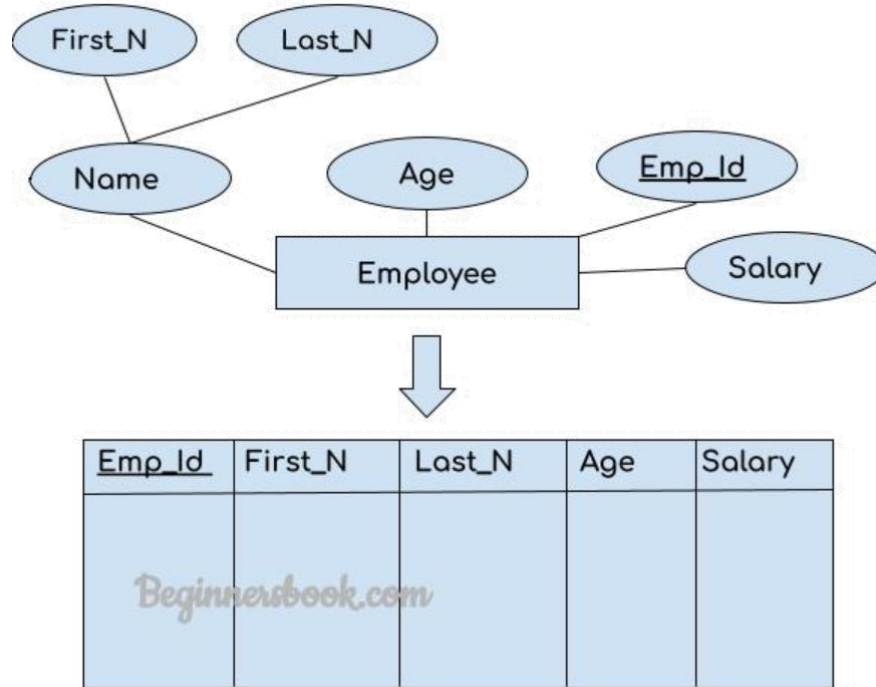 First_N
Last_N
Name
Age
Emp_Id
Employee
Salary
Emp_Id First_N Last_N Age Salary
Beginnersbook.com